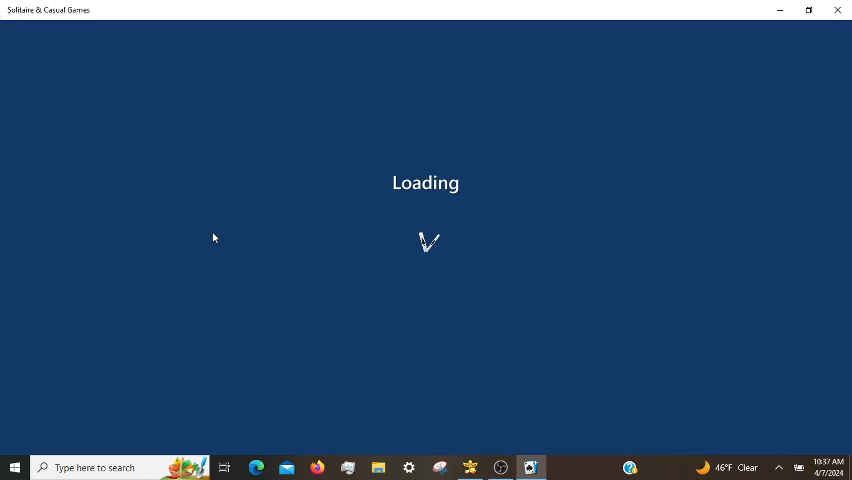 Solitaire & Casual Games
Loading
Type here to search
46°F Clear
10:37 AM
4/7/2024